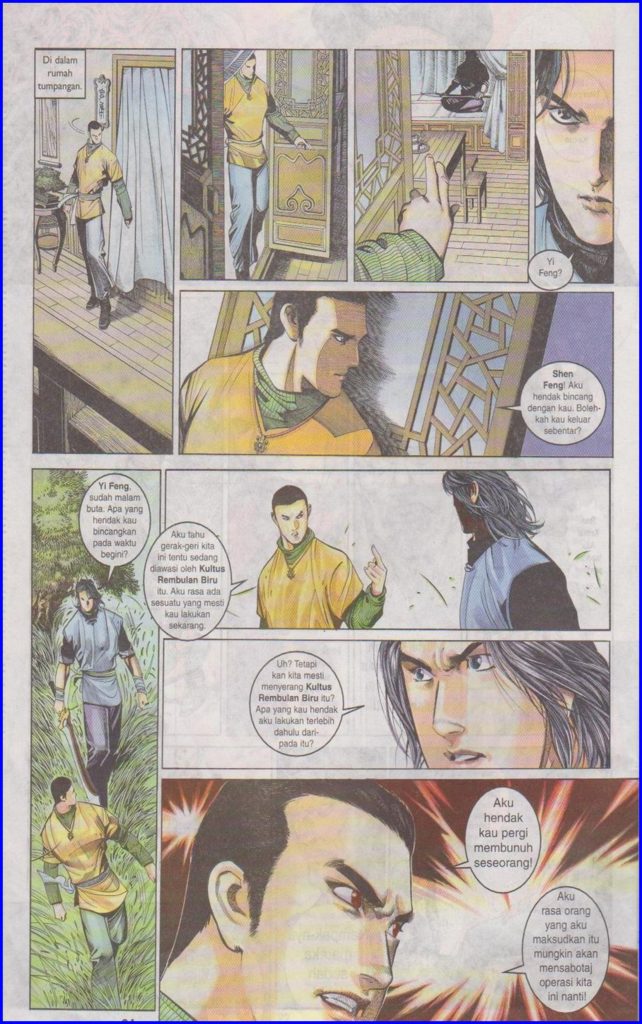 Di dalam
rumah
tumpangan.
Yi
Feng?
Shen
Feng! Aku
hendak bincang
dengan kau. Boleh-
kah kau keluar
sebentar?
Yi Feng,
sudah malam
buta. Apa yang
hendak kau
bincangkan
pada waktu
begini?
Aku tahu
gerak-geri kita
ini tentu sedang
diawasi oleh Kultus
Rembulan Biru
itu. Aku rasa ada
sesuatu yang mesti
kau lakukan
sekarang.
Uh? Tetapi
kan kita mesti
menyerang Kultus
Rembulan Biru itu?
Apa yang kau hendak
aku lakukan terlebih
dahulu dari-
pada itu?
Aku
hendak
kau pergi
membunuh
seseorang!
Aku
rasa orang
yang aku
maksudkan itu
mungkin akan
mensabotaj
operasi kita
ini nanti!